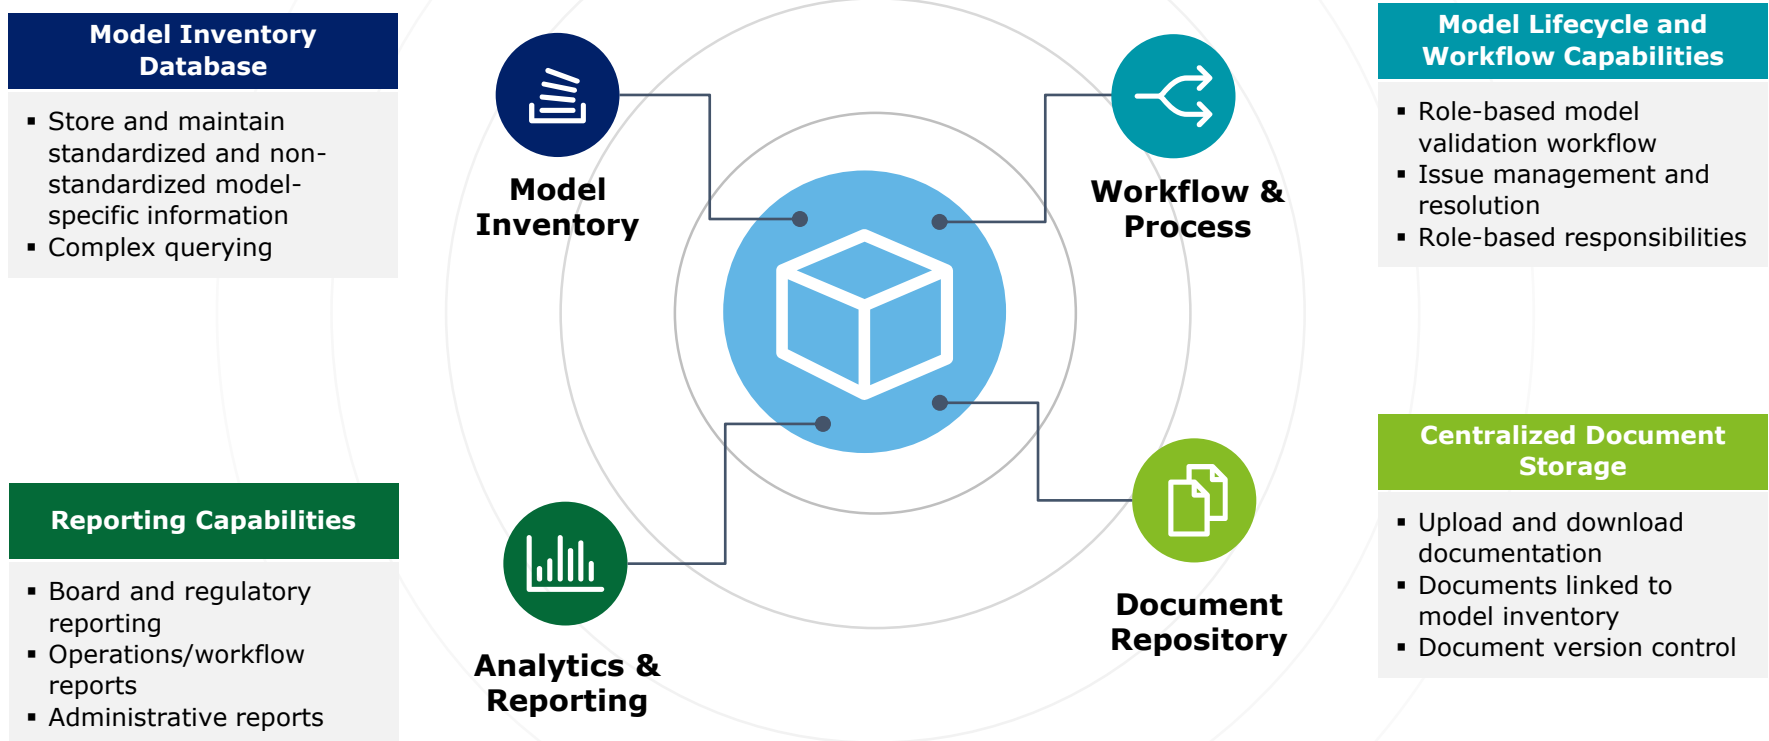 Model Inventory
Database
▪ Store and maintain
standardized and non-
standardized model-
specific information
▪ Complex querying
Model
Inventory
Workflow &
Process
Model Lifecycle and
Workflow Capabilities
▪ Role-based model
validation workflow
▪ Issue management and
resolution
▪ Role-based responsibilities
Reporting Capabilities
▪ Board and regulatory
reporting
▪ Operations/workflow
reports
▪ Administrative reports
Analytics &
Reporting
Document
Repository
Centralized Document
Storage
▪ Upload and download
documentation
▪ Documents linked to
model inventory
▪ Document version control